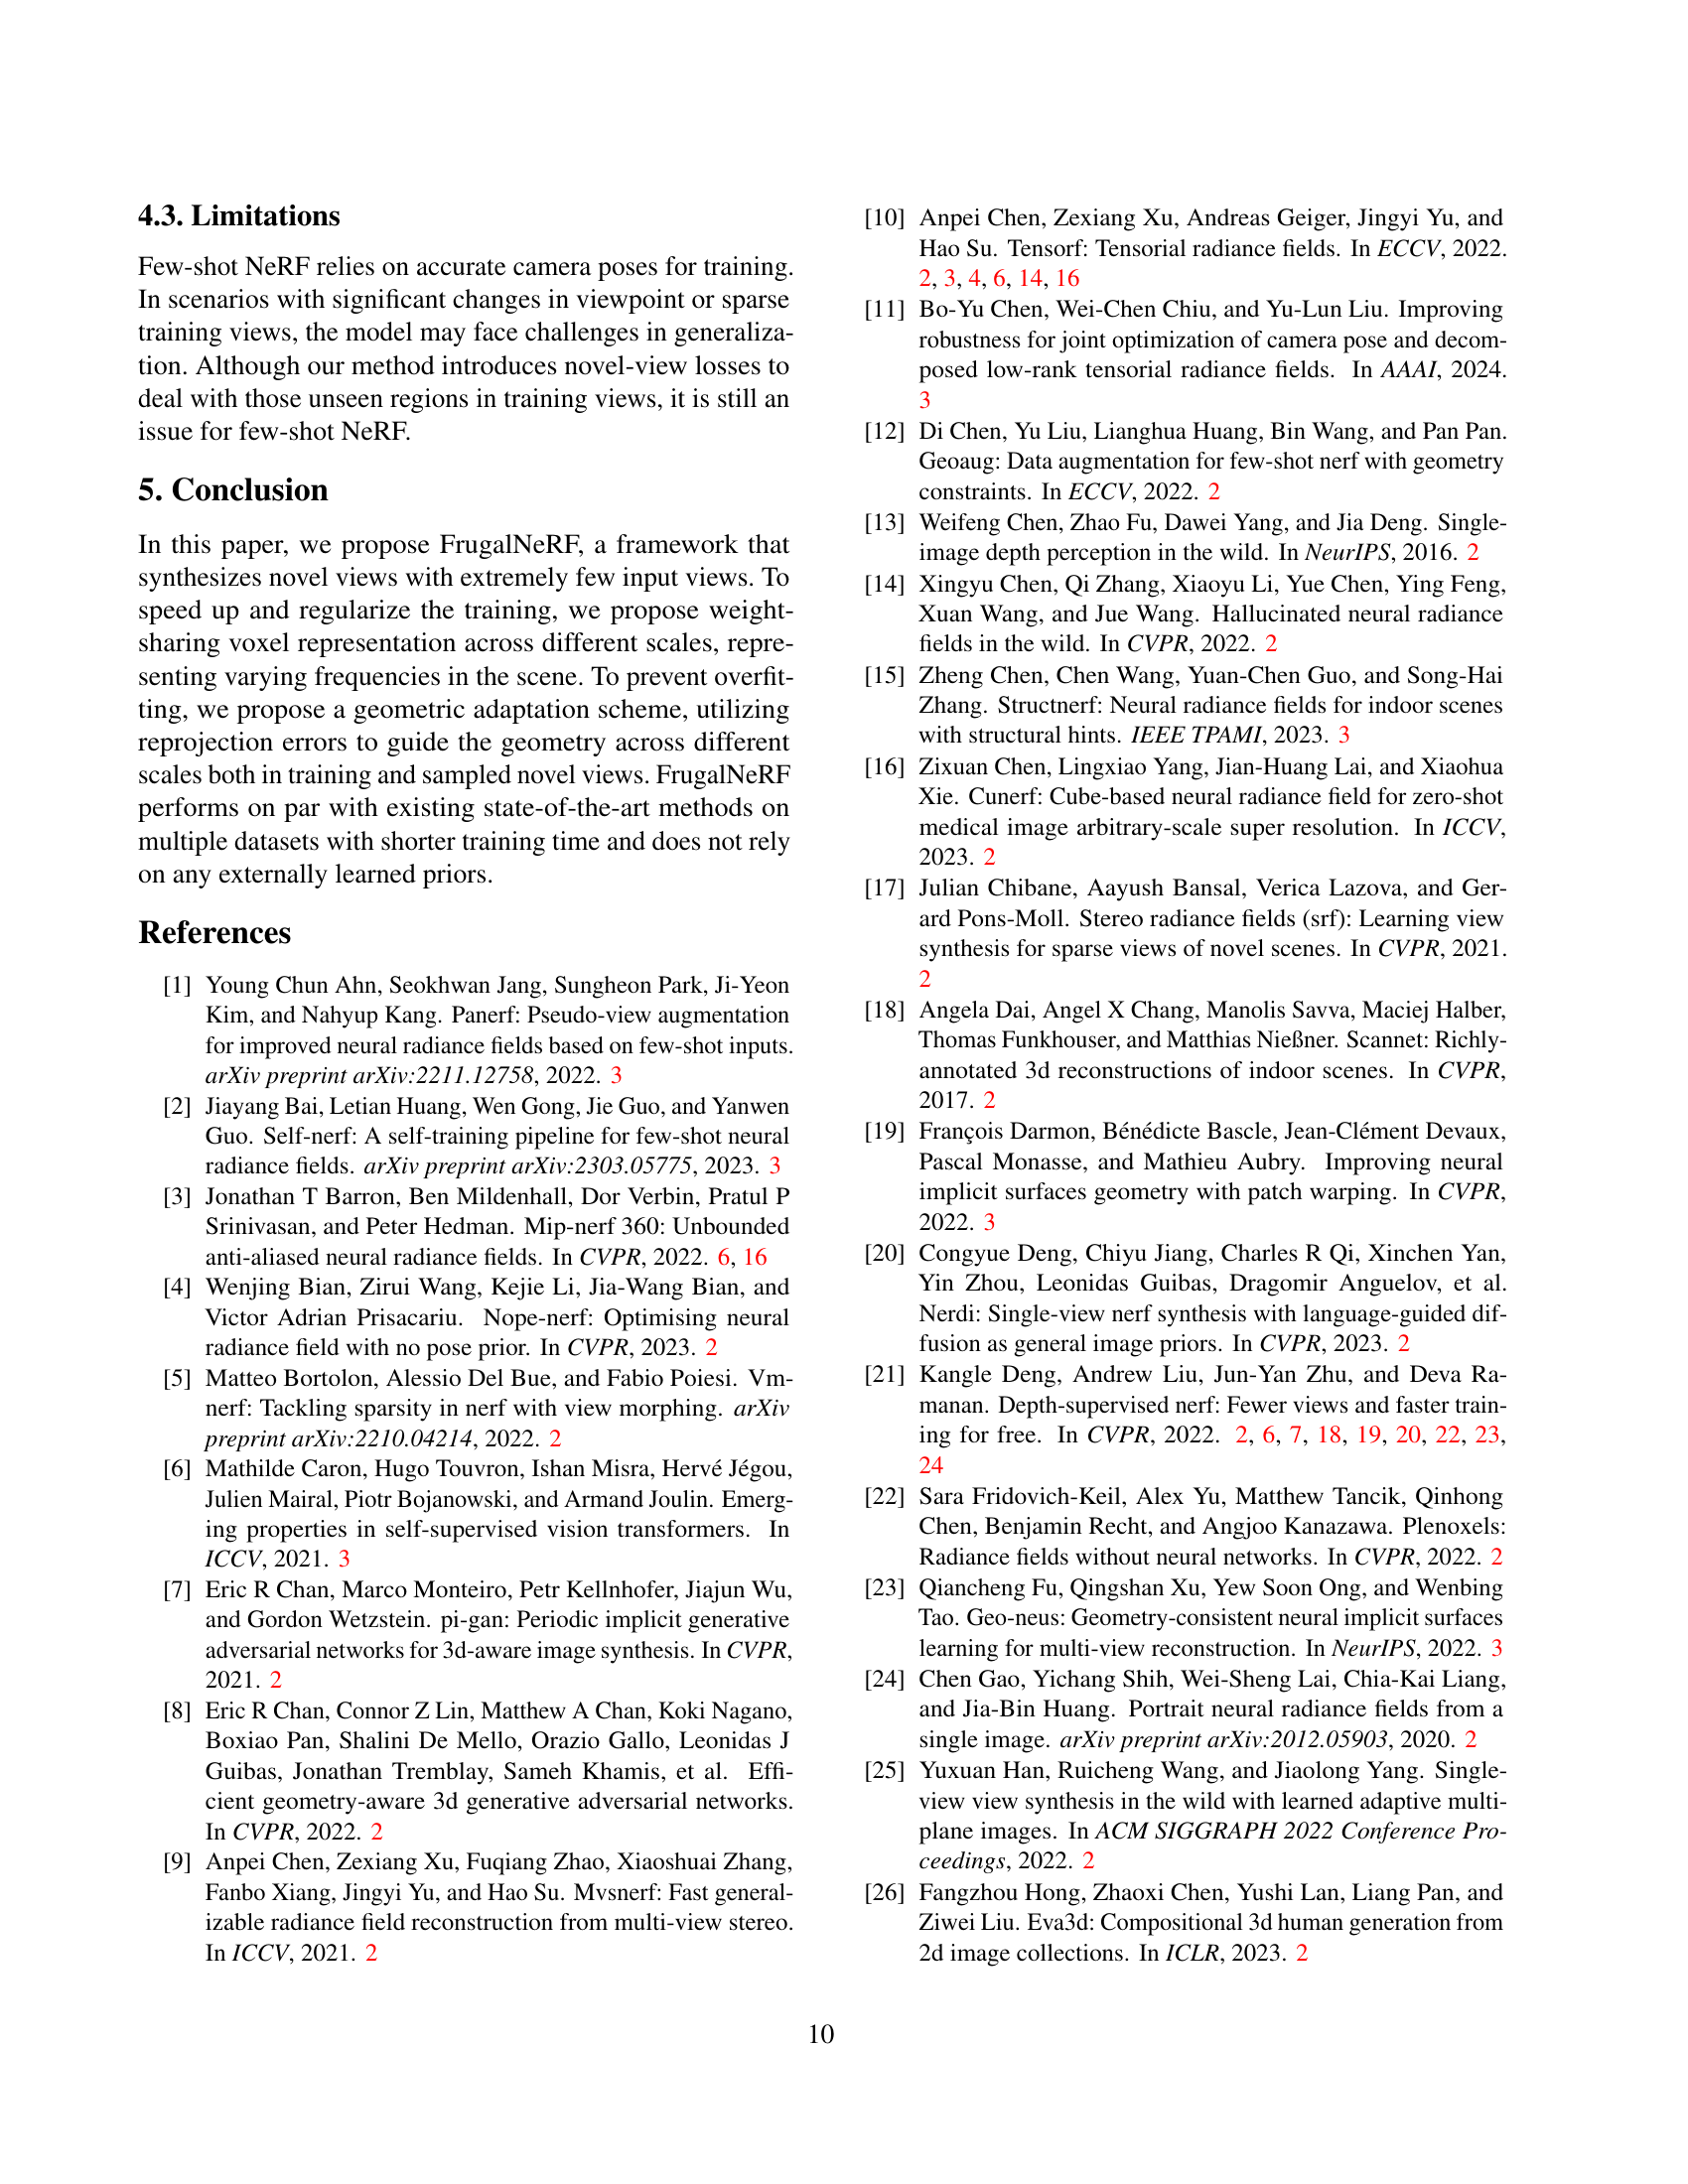 4.3. Limitations
Few-shot NeRF relies on accurate camera poses for training.
In scenarios with significant changes in viewpoint or sparse
training views, the model may face challenges in generaliza-
tion. Although our method introduces novel-view losses to
deal with those unseen regions in training views, it is still an
issue for few-shot NeRF.
5. Conclusion
In this paper, we propose FrugalNeRF, a framework that
synthesizes novel views with extremely few input views. To
speed up and regularize the training, we propose weight-
sharing voxel representation across different scales, repre-
senting varying frequencies in the scene. To prevent overfit-
ting, we propose a geometric adaptation scheme, utilizing
reprojection errors to guide the geometry across different
scales both in training and sampled novel views. FrugalNeRF
performs on par with existing state-of-the-art methods on
multiple datasets with shorter training time and does not rely
on any externally learned priors.
References
[1] Young Chun Ahn, Seokhwan Jang, Sungheon Park, Ji-Yeon
Kim, and Nahyup Kang. Panerf: Pseudo-view augmentation
for improved neural radiance fields based on few-shot inputs.
arXiv preprint arXiv:2211.12758, 2022. 3
[2] Jiayang Bai, Letian Huang, Wen Gong, Jie Guo, and Yanwen
Guo. Self-nerf: A self-training pipeline for few-shot neural
radiance fields. arXiv preprint arXiv:2303.05775, 2023. 3
[3] Jonathan T Barron, Ben Mildenhall, Dor Verbin, Pratul P
Srinivasan, and Peter Hedman. Mip-nerf 360: Unbounded
anti-aliased neural radiance fields. In CVPR, 2022. 6, 16
[4] Wenjing Bian, Zirui Wang, Kejie Li, Jia-Wang Bian, and
Victor Adrian Prisacariu. Nope-nerf: Optimising neural
radiance field with no pose prior. In CVPR, 2023. 2
[5] Matteo Bortolon, Alessio Del Bue, and Fabio Poiesi. Vm-
nerf: Tackling sparsity in nerf with view morphing. arXiv
preprint arXiv:2210.04214, 2022. 2
[6] Mathilde Caron, Hugo Touvron, Ishan Misra, Hervé Jégou,
Julien Mairal, Piotr Bojanowski, and Armand Joulin. Emerg-
ing properties in self-supervised vision transformers. In
ICCV, 2021. 3
[7] Eric R Chan, Marco Monteiro, Petr Kellnhofer, Jiajun Wu,
and Gordon Wetzstein. pi-gan: Periodic implicit generative
adversarial networks for 3d-aware image synthesis. In CVPR,
2021. 2
[8] Eric R Chan, Connor Z Lin, Matthew A Chan, Koki Nagano,
Boxiao Pan, Shalini De Mello, Orazio Gallo, Leonidas J
Guibas, Jonathan Tremblay, Sameh Khamis, et al. Effi-
cient geometry-aware 3d generative adversarial networks.
In CVPR, 2022. 2
[9] Anpei Chen, Zexiang Xu, Fuqiang Zhao, Xiaoshuai Zhang,
Fanbo Xiang, Jingyi Yu, and Hao Su. Mvsnerf: Fast general-
izable radiance field reconstruction from multi-view stereo.
In ICCV, 2021. 2
[10] Anpei Chen, Zexiang Xu, Andreas Geiger, Jingyi Yu, and
Hao Su. Tensorf: Tensorial radiance fields. In ECCV, 2022.
2, 3, 4, 6, 14, 16
[11] Bo-Yu Chen, Wei-Chen Chiu, and Yu-Lun Liu. Improving
robustness for joint optimization of camera pose and decom-
posed low-rank tensorial radiance fields. In AAAI, 2024.
3
[12] Di Chen, Yu Liu, Lianghua Huang, Bin Wang, and Pan Pan.
Geoaug: Data augmentation for few-shot nerf with geometry
constraints. In ECCV, 2022. 2
[13] Weifeng Chen, Zhao Fu, Dawei Yang, and Jia Deng. Single-
image depth perception in the wild. In NeurIPS, 2016. 2
[14] Xingyu Chen, Qi Zhang, Xiaoyu Li, Yue Chen, Ying Feng,
Xuan Wang, and Jue Wang. Hallucinated neural radiance
fields in the wild. In CVPR, 2022. 2
[15] Zheng Chen, Chen Wang, Yuan-Chen Guo, and Song-Hai
Zhang. Structnerf: Neural radiance fields for indoor scenes
with structural hints. IEEE TPAMI, 2023. 3
[16] Zixuan Chen, Lingxiao Yang, Jian-Huang Lai, and Xiaohua
Xie. Cunerf: Cube-based neural radiance field for zero-shot
medical image arbitrary-scale super resolution. In ICCV,
2023. 2
[17] Julian Chibane, Aayush Bansal, Verica Lazova, and Ger-
ard Pons-Moll. Stereo radiance fields (srf): Learning view
synthesis for sparse views of novel scenes. In CVPR, 2021.
2
[18] Angela Dai, Angel X Chang, Manolis Savva, Maciej Halber,
Thomas Funkhouser, and Matthias Nießner. Scannet: Richly-
annotated 3d reconstructions of indoor scenes. In CVPR,
2017. 2
[19] François Darmon, Bénédicte Bascle, Jean-Clément Devaux,
Pascal Monasse, and Mathieu Aubry. Improving neural
implicit surfaces geometry with patch warping. In CVPR,
2022. 3
[20] Congyue Deng, Chiyu Jiang, Charles R Qi, Xinchen Yan,
Yin Zhou, Leonidas Guibas, Dragomir Anguelov, et al.
Nerdi: Single-view nerf synthesis with language-guided dif-
fusion as general image priors. In CVPR, 2023. 2
[21] Kangle Deng, Andrew Liu, Jun-Yan Zhu, and Deva Ra-
manan. Depth-supervised nerf: Fewer views and faster train-
ing for free. In CVPR, 2022. 2, 6, 7, 18, 19, 20, 22, 23,
24
[22] Sara Fridovich-Keil, Alex Yu, Matthew Tancik, Qinhong
Chen, Benjamin Recht, and Angjoo Kanazawa. Plenoxels:
Radiance fields without neural networks. In CVPR, 2022. 2
[23] Qiancheng Fu, Qingshan Xu, Yew Soon Ong, and Wenbing
Tao. Geo-neus: Geometry-consistent neural implicit surfaces
learning for multi-view reconstruction. In NeurIPS, 2022. 3
[24] Chen Gao, Yichang Shih, Wei-Sheng Lai, Chia-Kai Liang,
and Jia-Bin Huang. Portrait neural radiance fields from a
single image. arXiv preprint arXiv:2012.05903, 2020. 2
[25] Yuxuan Han, Ruicheng Wang, and Jiaolong Yang. Single-
view view synthesis in the wild with learned adaptive multi-
plane images. In ACM SIGGRAPH 2022 Conference Pro-
ceedings, 2022. 2
[26] Fangzhou Hong, Zhaoxi Chen, Yushi Lan, Liang Pan, and
Ziwei Liu. Eva3d: Compositional 3d human generation from
2d image collections. In ICLR, 2023. 2
10